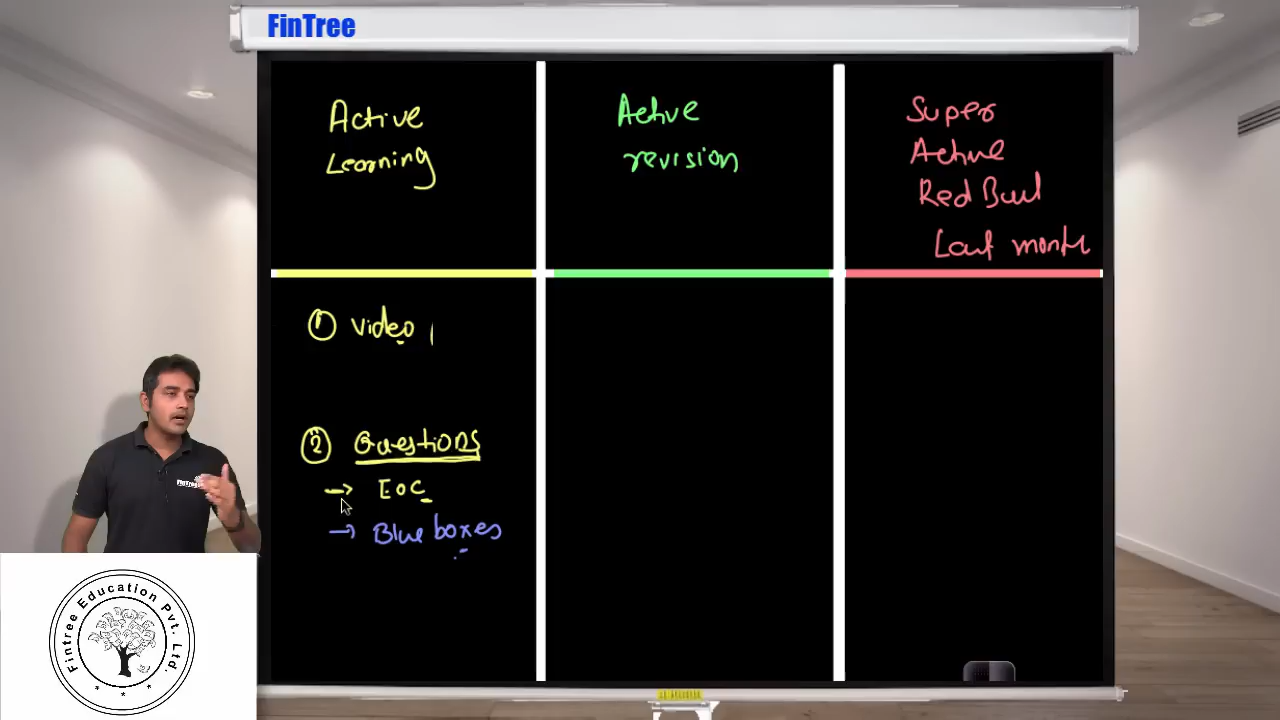 FinTree
Active
Learning
Active
revision
Super
Active
Red Bull
Last month
① Video
② Questions
→ EOC
→ Blue boxes
FinTree
Fintree Education Pvt. Ltd.